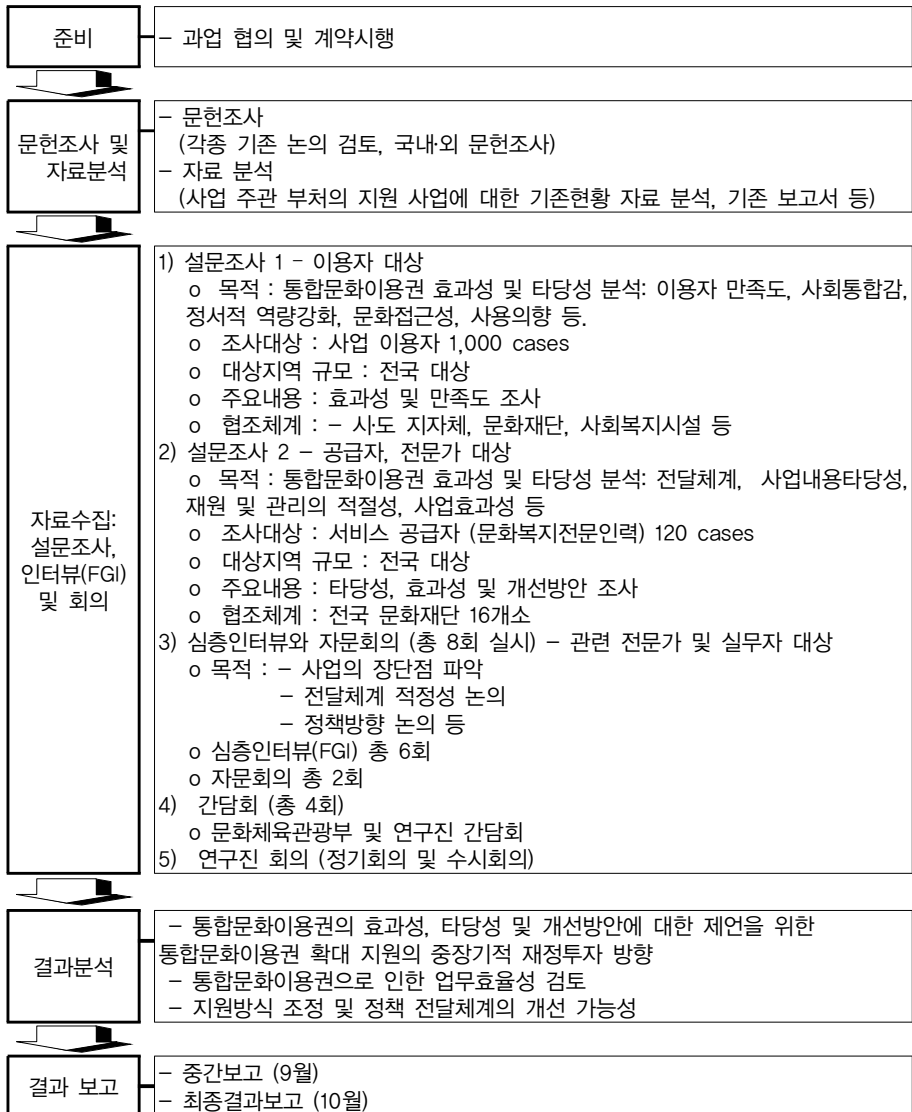 준비
– 과업 협의 및 계약시행
문헌조사 및
자료분석
– 문헌조사
(각종 기존 논의 검토, 국내·외 문헌조사)
– 자료 분석
(사업 주관 부처의 지원 사업에 대한 기존현황 자료 분석, 기존 보고서 등)
자료수집:
설문조사,
인터뷰(FGI)
및 회의
1) 설문조사 1 – 이용자 대상
o 목적 : 통합문화이용권 효과성 및 타당성 분석: 이용자 만족도, 사회통합감,
정서적 역량강화, 문화접근성, 사용의향 등.
o 조사대상 : 사업 이용자 1,000 cases
o 대상지역 규모 : 전국 대상
o 주요내용 : 효과성 및 만족도 조사
o 협조체계 : – 시·도 지자체, 문화재단, 사회복지시설 등
2) 설문조사 2 – 공급자, 전문가 대상
o 목적 : 통합문화이용권 효과성 및 타당성 분석: 전달체계, 사업내용타당성,
재원 및 관리의 적절성, 사업효과성 등
o 조사대상 : 서비스 공급자 (문화복지전문인력) 120 cases
o 대상지역 규모 : 전국 대상
o 주요내용 : 타당성, 효과성 및 개선방안 조사
o 협조체계 : 전국 문화재단 16개소
3) 심층인터뷰와 자문회의 (총 8회 실시) – 관련 전문가 및 실무자 대상
o 목적 : – 사업의 장단점 파악
– 전달체계 적정성 논의
– 정책방향 논의 등
o 심층인터뷰(FGI) 총 6회
o 자문회의 총 2회
4) 간담회 (총 4회)
o 문화체육관광부 및 연구진 간담회
5) 연구진 회의 (정기회의 및 수시회의)
결과분석
– 통합문화이용권의 효과성, 타당성 및 개선방안에 대한 제언을 위한
통합문화이용권 확대 지원의 중장기적 재정투자 방향
– 통합문화이용권으로 인한 업무효율성 검토
– 지원방식 조정 및 정책 전달체계의 개선 가능성
결과 보고
– 중간보고 (9월)
– 최종결과보고 (10월)